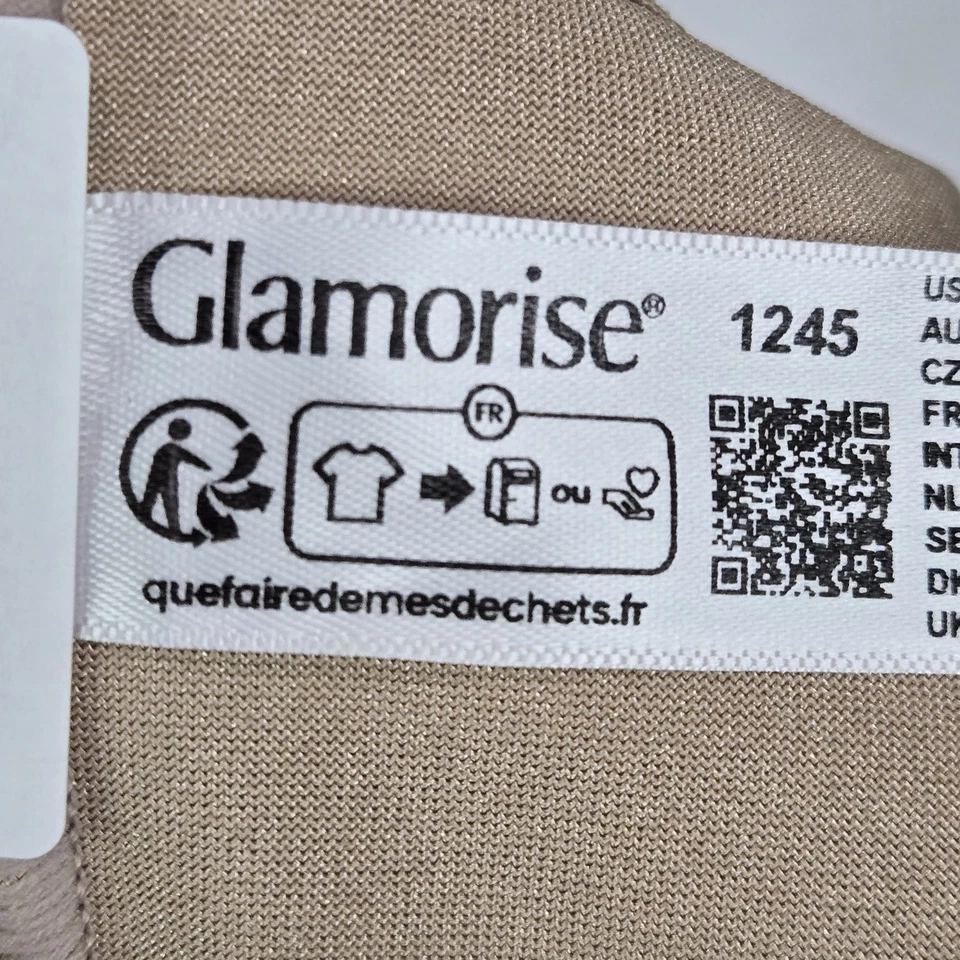 Glamorise® 1245
FR
ou
quefairedemesdechets.fr
US
AU
CZ
FR
INT
NL
SE
DK
UK